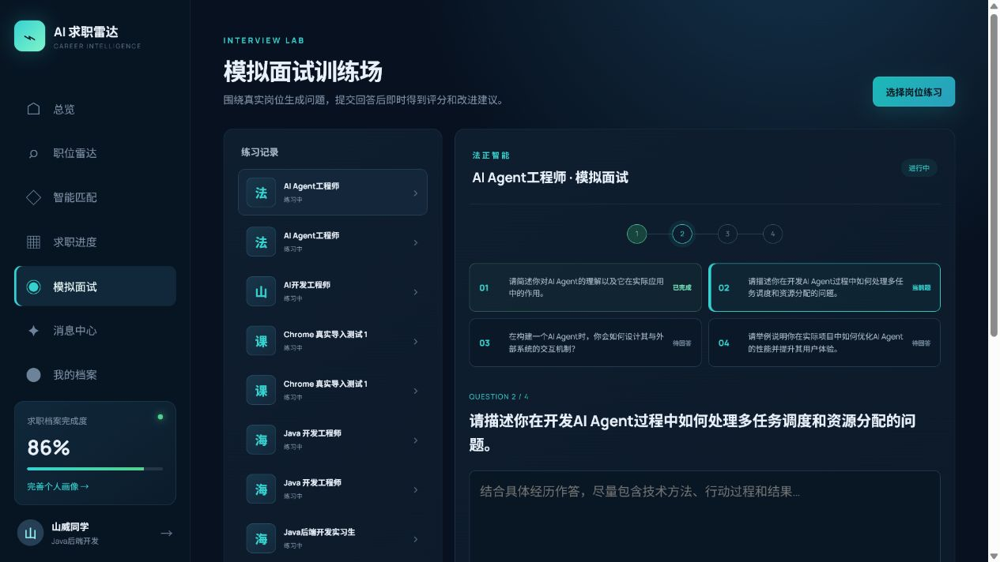 AI 求职雷达
CAREER INTELLIGENCE
总览
职位雷达
智能匹配
求职进度
模拟面试
消息中心
我的档案
求职档案完成度
86%
完善个人画像 →
山
山威同学
Java后端开发
→
INTERVIEW LAB
模拟面试训练场
围绕真实岗位生成问题，提交回答后即时得到评分和改进建议。
选择岗位练习
练习记录
法
AI Agent工程师
练习中
法
AI Agent工程师
练习中
山
AI开发工程师
练习中
课
Chrome 真实导入测试 1
练习中
课
Chrome 真实导入测试 1
练习中
海
Java 开发工程师
练习中
海
Java 开发工程师
练习中
海
Java后端开发实习生
练习中
法正智能
AI Agent工程师 · 模拟面试
进行中
1
2
3
4
01
请简述你对AI Agent的理解以及它在实际应用
中的作用。
已完成
02
请描述你在开发AI Agent过程中如何处理多任
务调度和资源分配的问题。
当前题
03
在构建一个AI Agent时，你会如何设计其与外
部系统的交互机制？
待回答
04
请举例说明你在实际项目中如何优化AI Agent
的性能并提升其用户体验。
待回答
QUESTION 2 / 4
请描述你在开发AI Agent过程中如何处理多任务调度和资源分配的问
题。
结合具体经历作答，尽量包含技术方法、行动过程和结果...